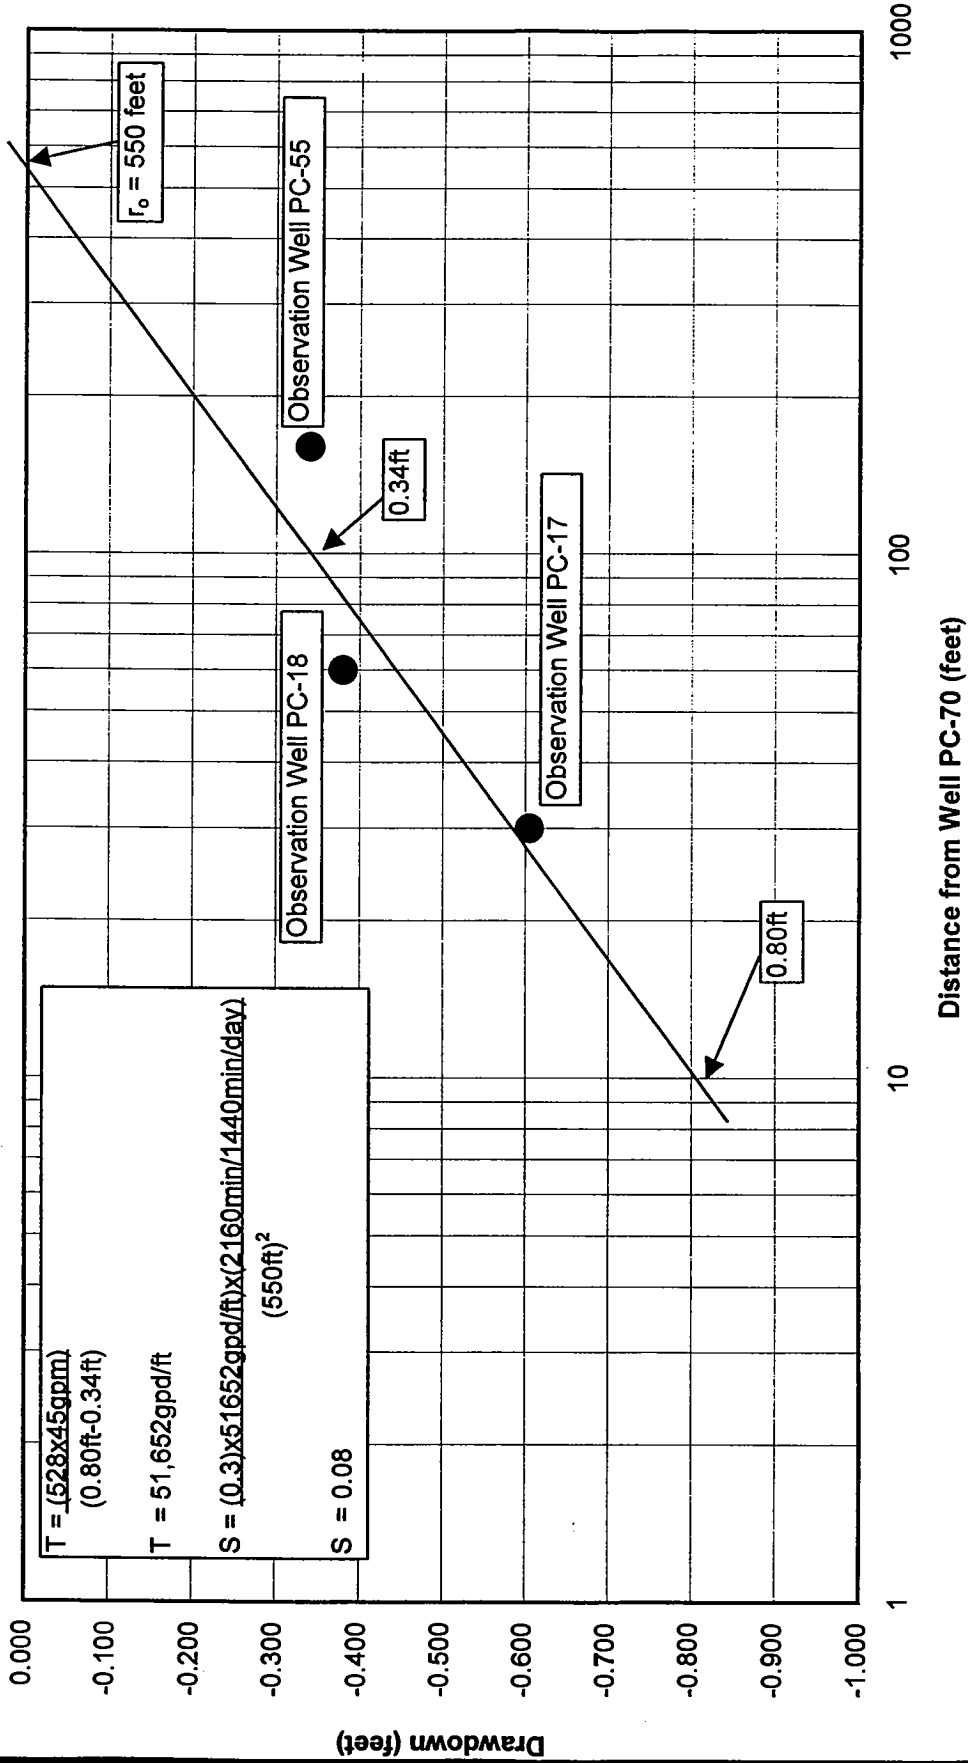 Drawdown (feet)
0.000
-0.100
-0.200
-0.300
-0.400
-0.500
-0.600
-0.700
-0.800
-0.900
-1.000
T = (528x45gpm)
(0.80ft-0.34ft)
T = 51,652gpd/ft
S = (0.3)x51652gpd/ft)x(2160min/1440min/day)
(550ft)²
S = 0.08
r₀ = 550 feet
Observation Well PC-18
Observation Well PC-55
0.34ft
Observation Well PC-17
0.80ft
1
10
100
1000
Distance from Well PC-70 (feet)